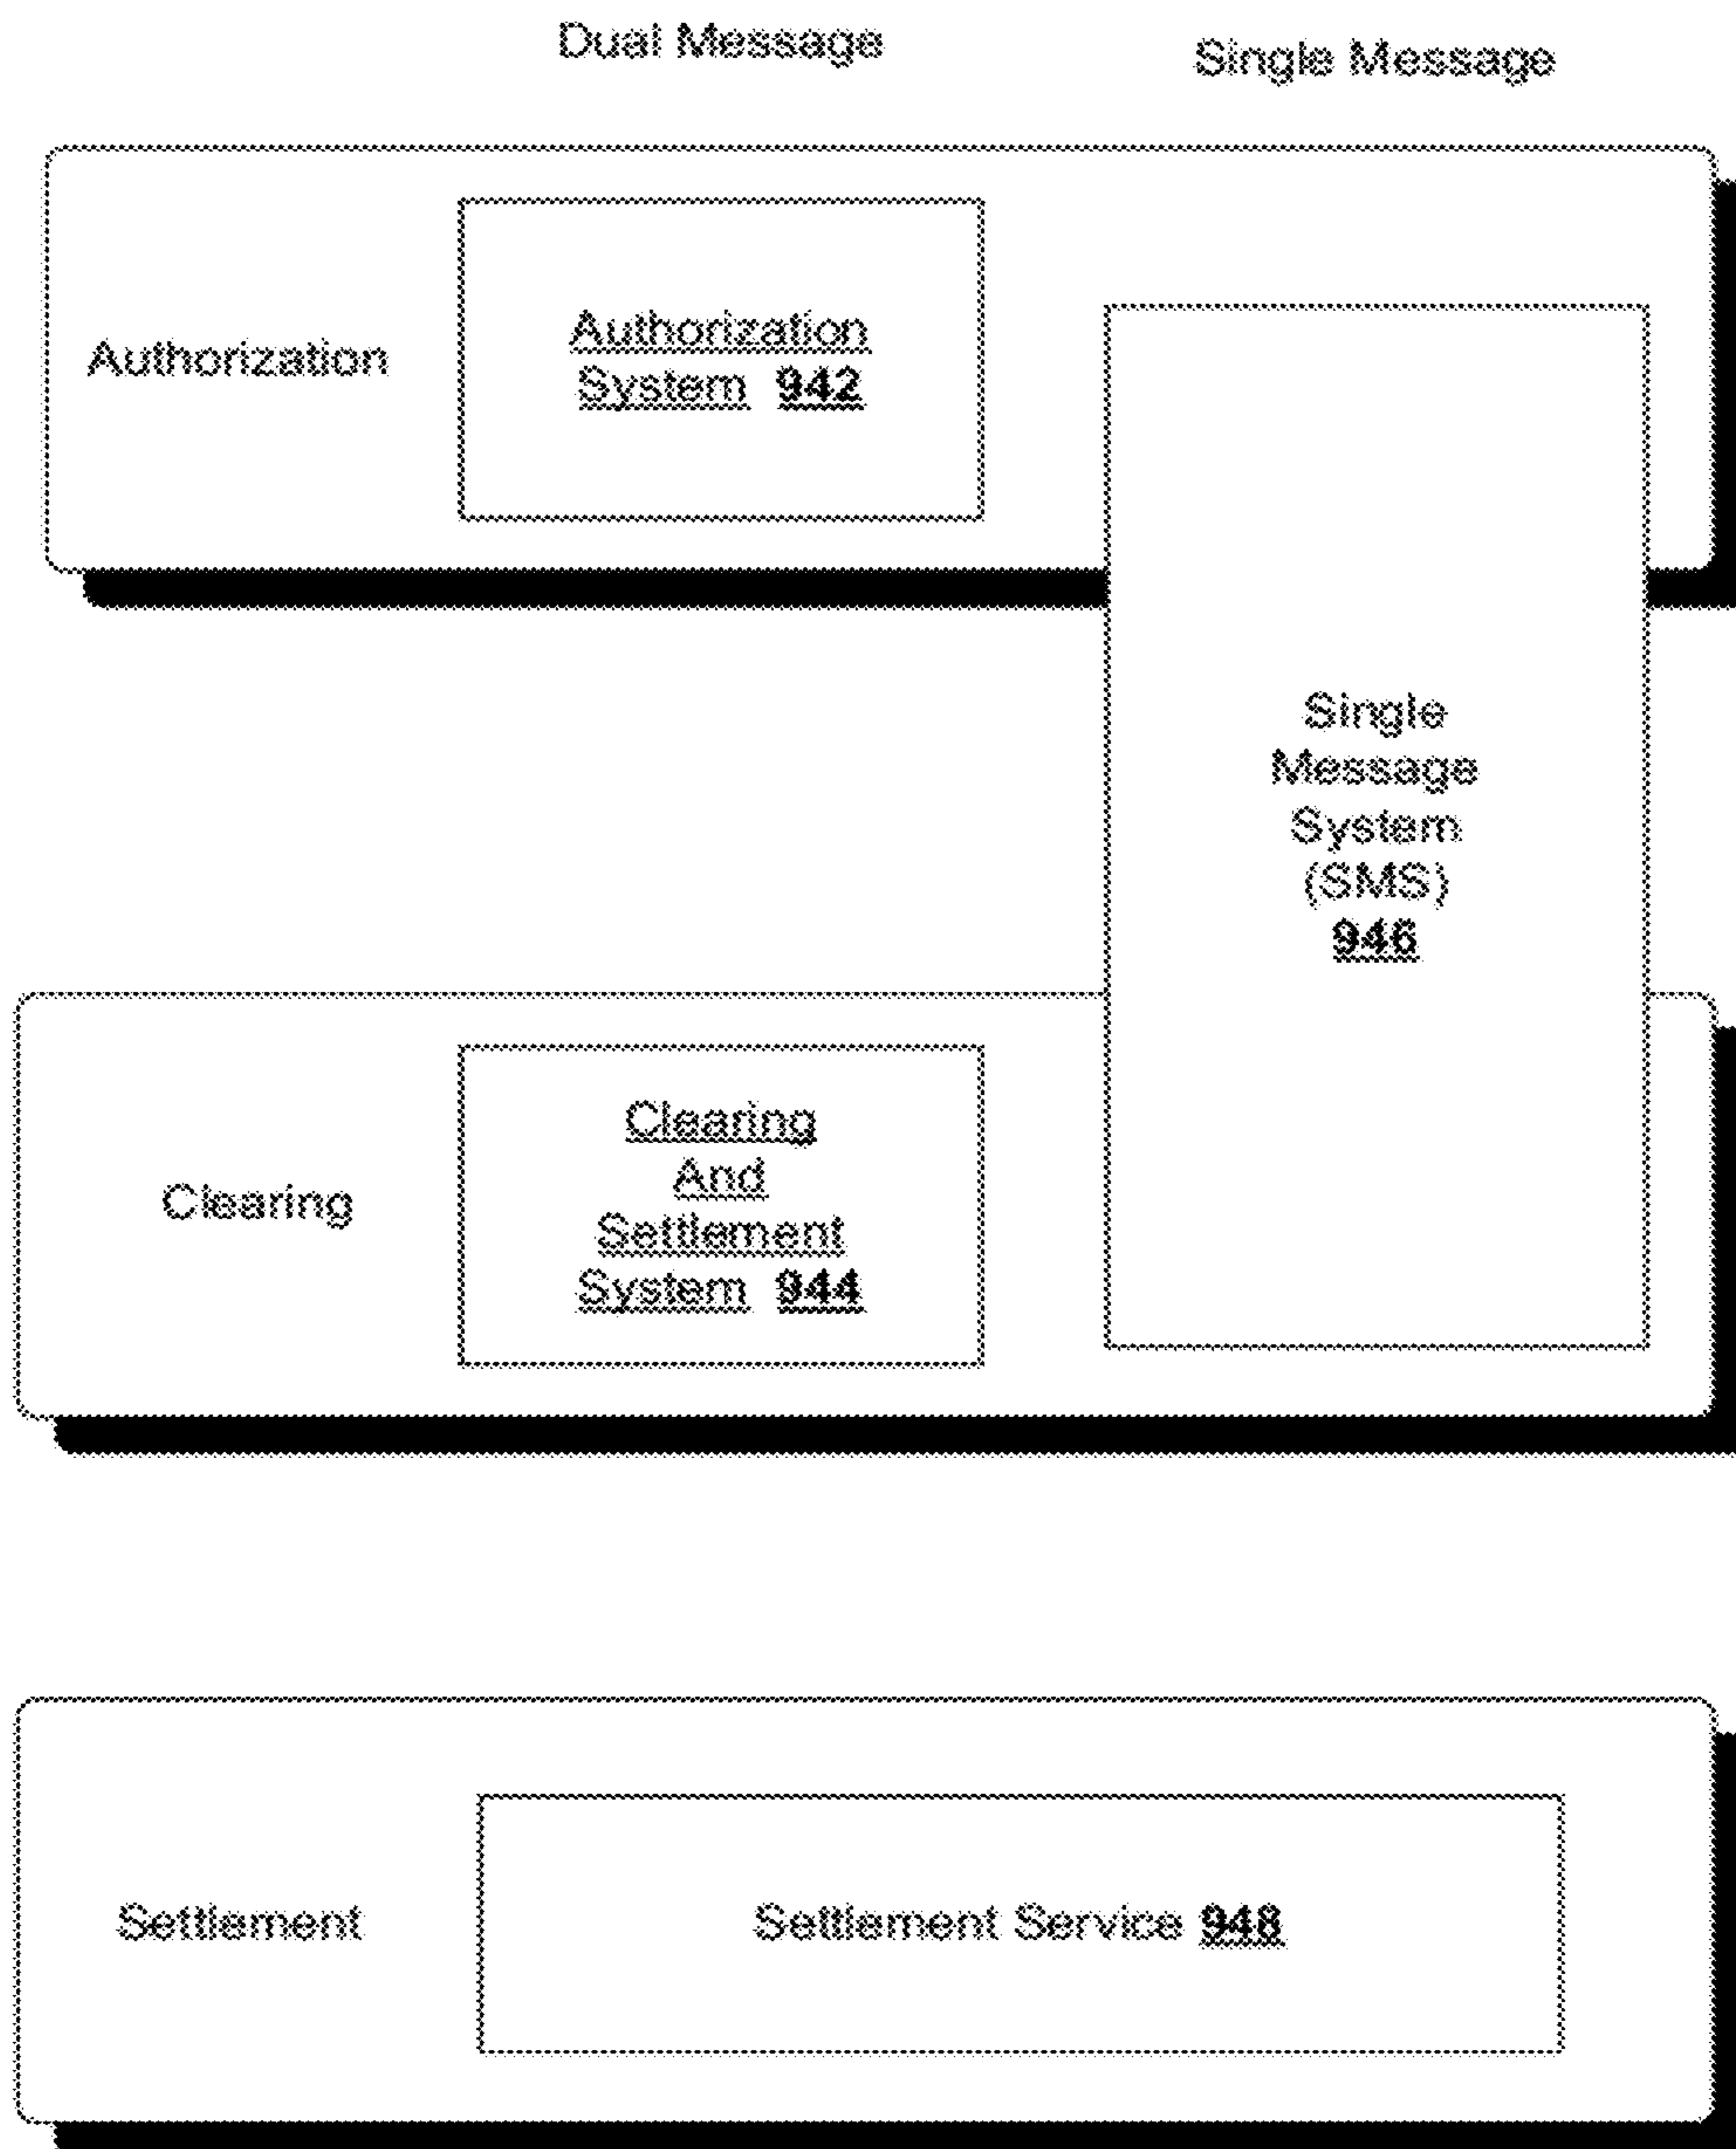 Dual Message
Single Message
Authorization
Authorization
System 942
Single
Message
System
(SMS)
946
Clearing
Clearing
And
Settlement
System 944
Settlement
Settlement Service 948